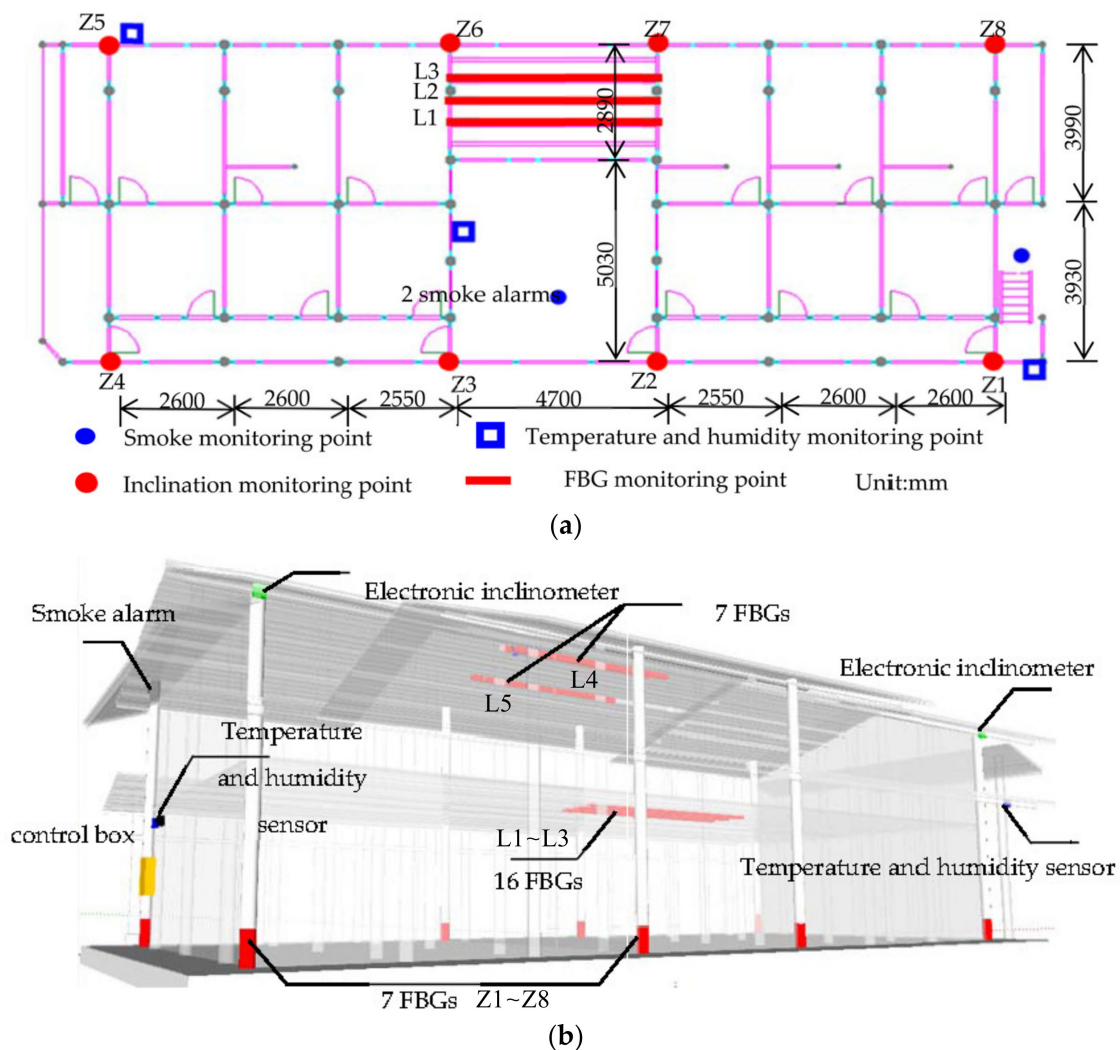 Z5
Z6
Z7
Z8
L3
L2
L1
2890
3990
5030
3930
2 smoke alarms
Z4
Z3
Z2
Z1
2600
2600
2550
4700
2550
2600
2600
Smoke monitoring point
Temperature and humidity monitoring point
Inclination monitoring point
FBG monitoring point
Unit:mm
(a)
Electronic inclinometer
7 FBGs
Smoke alarm
Electronic inclinometer
L4
L5
Temperature
and humidity
sensor
control box
L1~L3
16 FBGs
Temperature and humidity sensor
7 FBGs Z1~Z8
(b)